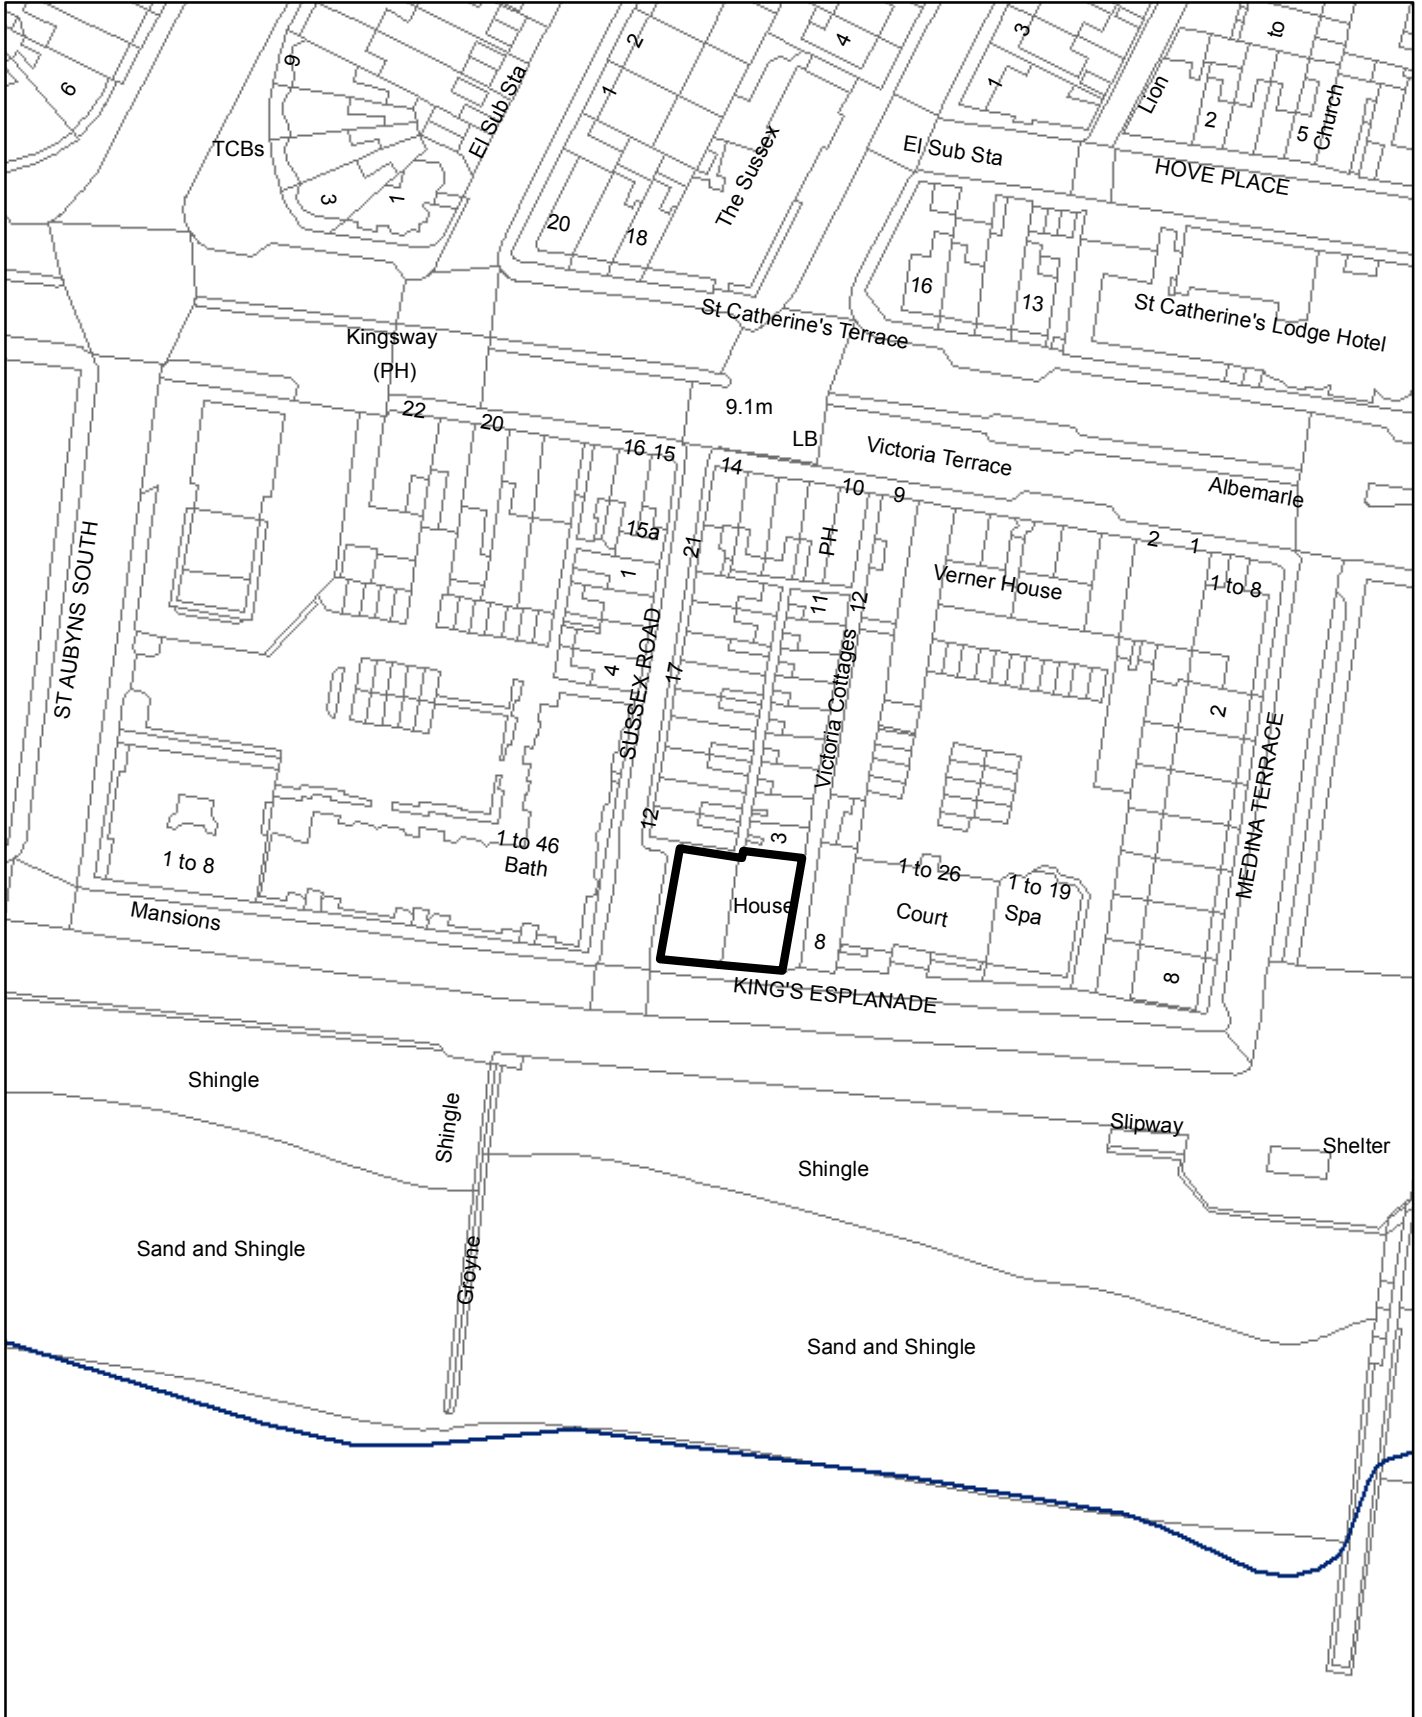 2
4
3
to
9
6
1
1
Lion
2
5
Church
El Sub Sta
TCBs
The Sussex
El Sub Sta
HOVE PLACE
3
1
20
18
16
13
St Catherine's Terrace
St Catherine's Lodge Hotel
Kingsway
(PH)
9.1m
22
20
16
15
LB
14
Victoria Terrace
10
9
Albemarle
15a
21
PH
2
1
1
Verner House
1 to 8
11
12
ST AUBYNS SOUTH
SUSSEX ROAD
4
17
Victoria Cottages
2
MEDINA TERRACE
12
3
1 to 46
Bath
1 to 8
1 to 26
1 to 19
Mansions
House
Court
Spa
8
8
KING'S ESPLANADE
Shingle
Shingle
Slipway
Shelter
Shingle
Sand and Shingle
Groyne
Sand and Shingle